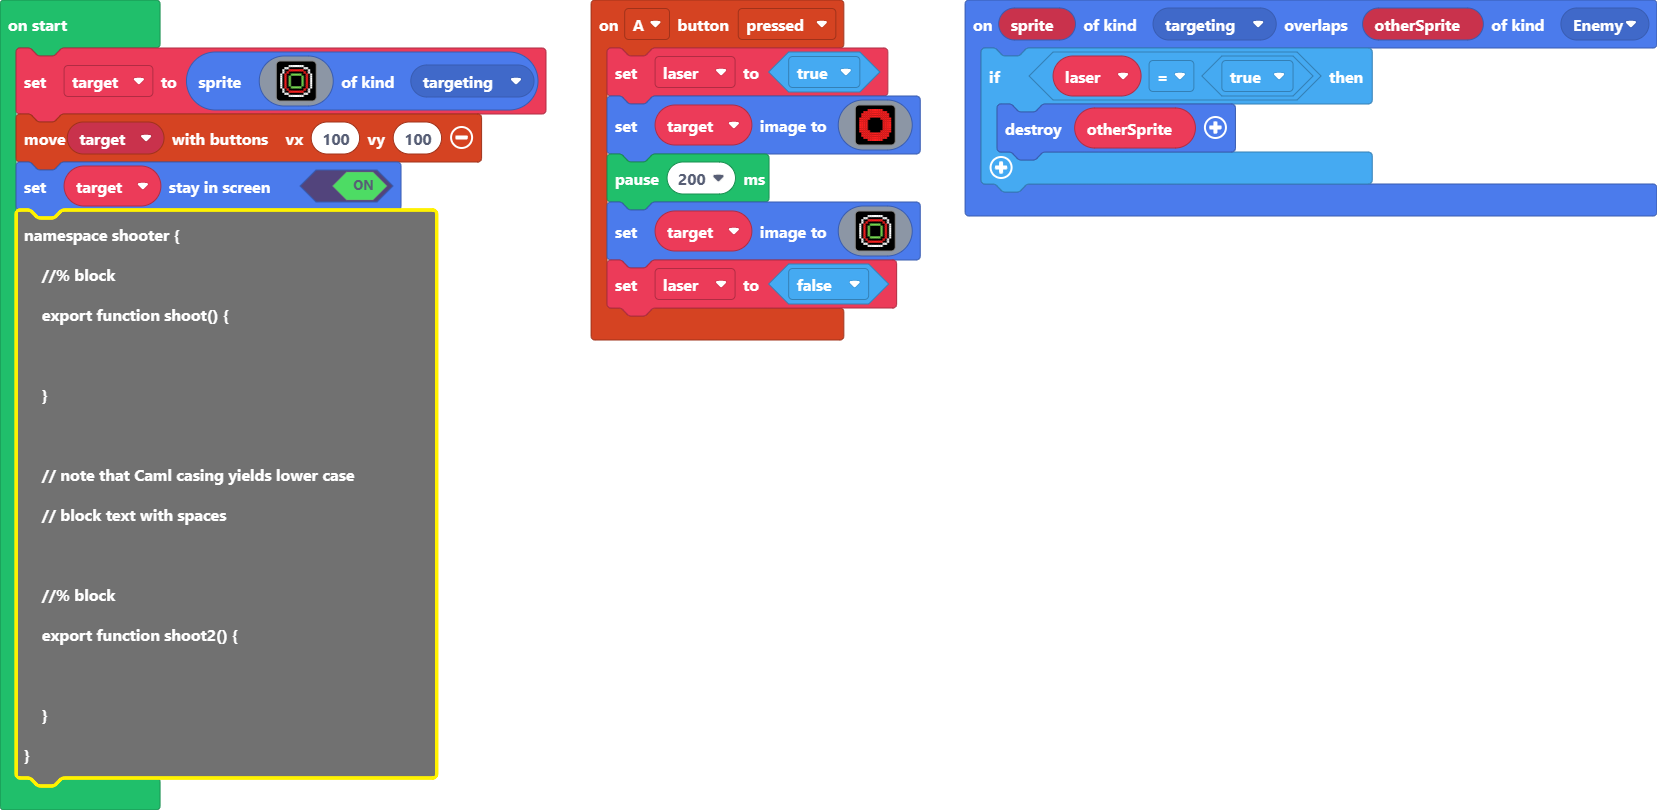 on start
set target to sprite of kind targeting
move target with buttons vx 100 vy 100
set target stay in screen ON
namespace shooter {
//% block
export function shoot() {
}
// note that Caml casing yields lower case
// block text with spaces
//% block
export function shoot2() {
}
}
on A button pressed
set laser to true
set target image to
pause 200 ms
set target image to
set laser to false
on sprite of kind targeting overlaps otherSprite of kind Enemy
if laser = true then
destroy otherSprite